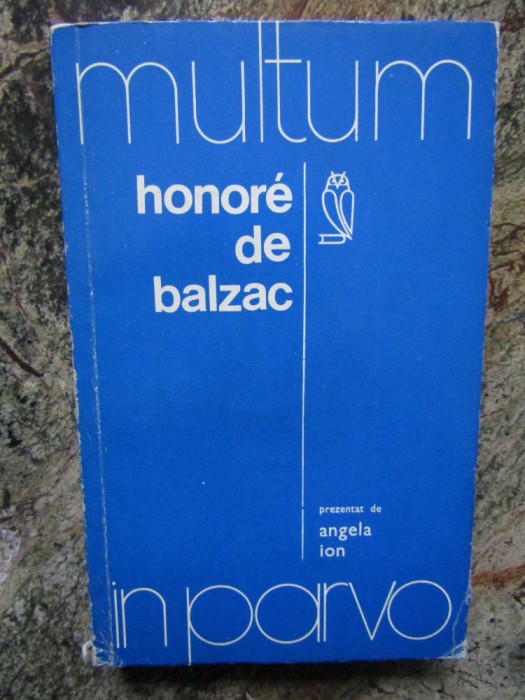 multum
honoré
de
balzac
prezentat de
angela
ion
in parvo